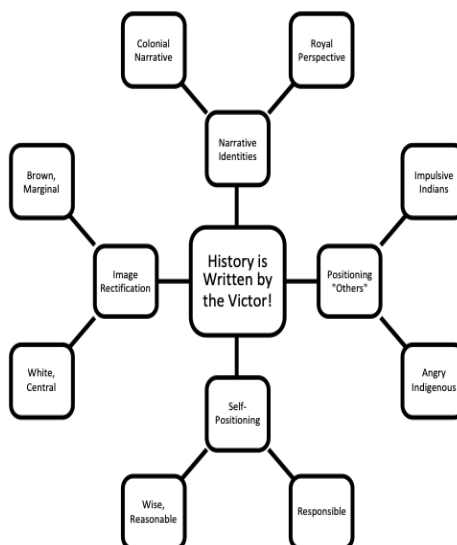 Colonial
Narrative
Royal
Perspective
Narrative
Identities
Brown,
Marginal
Impulsive
Indians
History is
Written by
the Victor!
Image
Rectification
Positioning
"Others"
White,
Central
Angry
Indigenous
Self-
Positioning
Wise,
Reasonable
Responsible